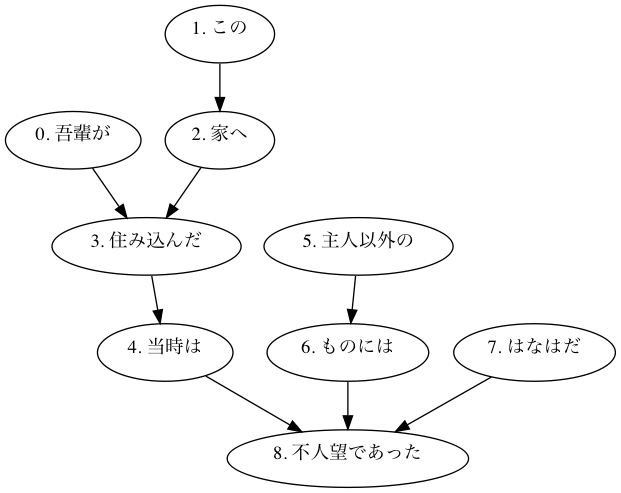 1. この
0. 吾輩が
2. 家へ
3. 住み込んだ
5. 主人以外の
4. 当時は
6. ものには
7. はなはだ
8. 不人望であった